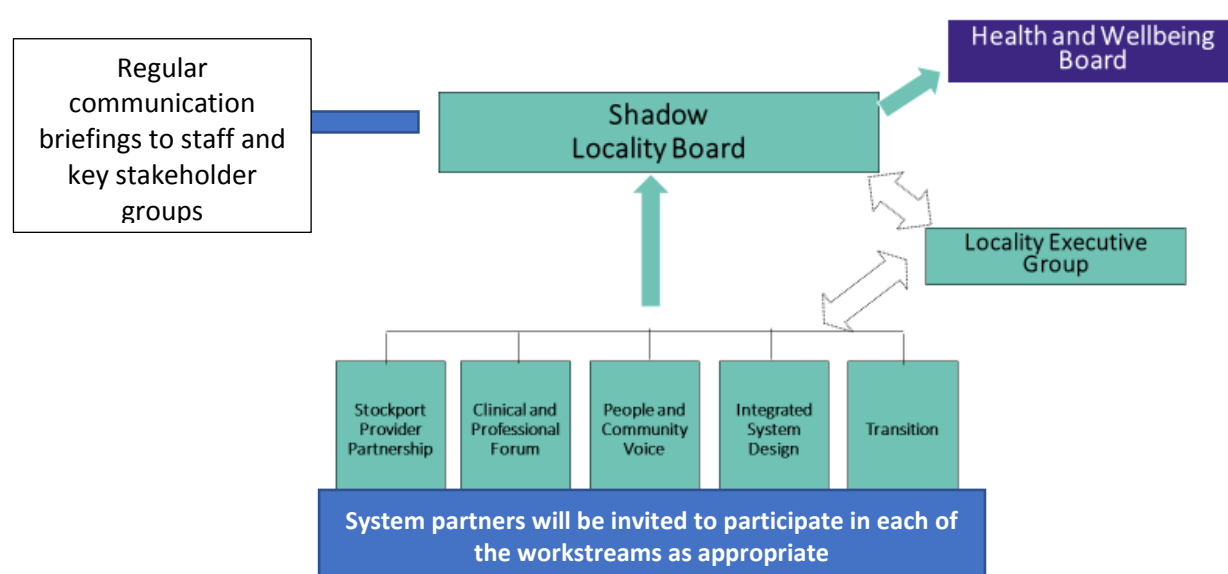 Regular
communication
briefings to staff and
key stakeholder
groups
Health and Wellbeing
Board
Shadow
Locality Board
Locality Executive
Group
Stockport
Provider
Partnership
Clinical and
Professional
Forum
People and
Community
Voice
Integrated
System
Design
Transition
System partners will be invited to participate in each of
the workstreams as appropriate